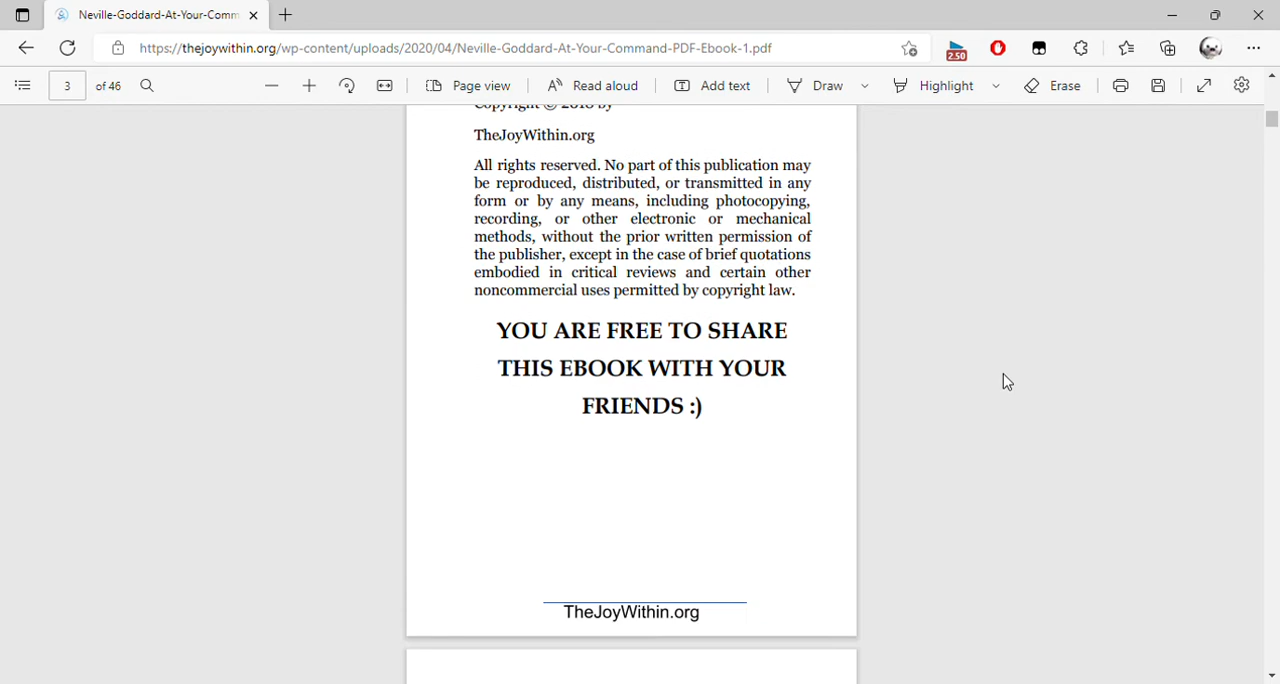 Neville-Goddard-At-Your-Comm
https://thejoywithin.org/wp-content/uploads/2020/04/Neville-Goddard-At-Your-Command-PDF-Ebook-1.pdf
2.50
3 of 46 Page view Read aloud Add text Draw Highlight Erase
Copyright © 2018 by
TheJoyWithin.org
All rights reserved. No part of this publication may
be reproduced, distributed, or transmitted in any
form or by any means, including photocopying,
recording, or other electronic or mechanical
methods, without the prior written permission of
the publisher, except in the case of brief quotations
embodied in critical reviews and certain other
noncommercial uses permitted by copyright law.
YOU ARE FREE TO SHARE
THIS EBOOK WITH YOUR
FRIENDS :)
TheJoyWithin.org